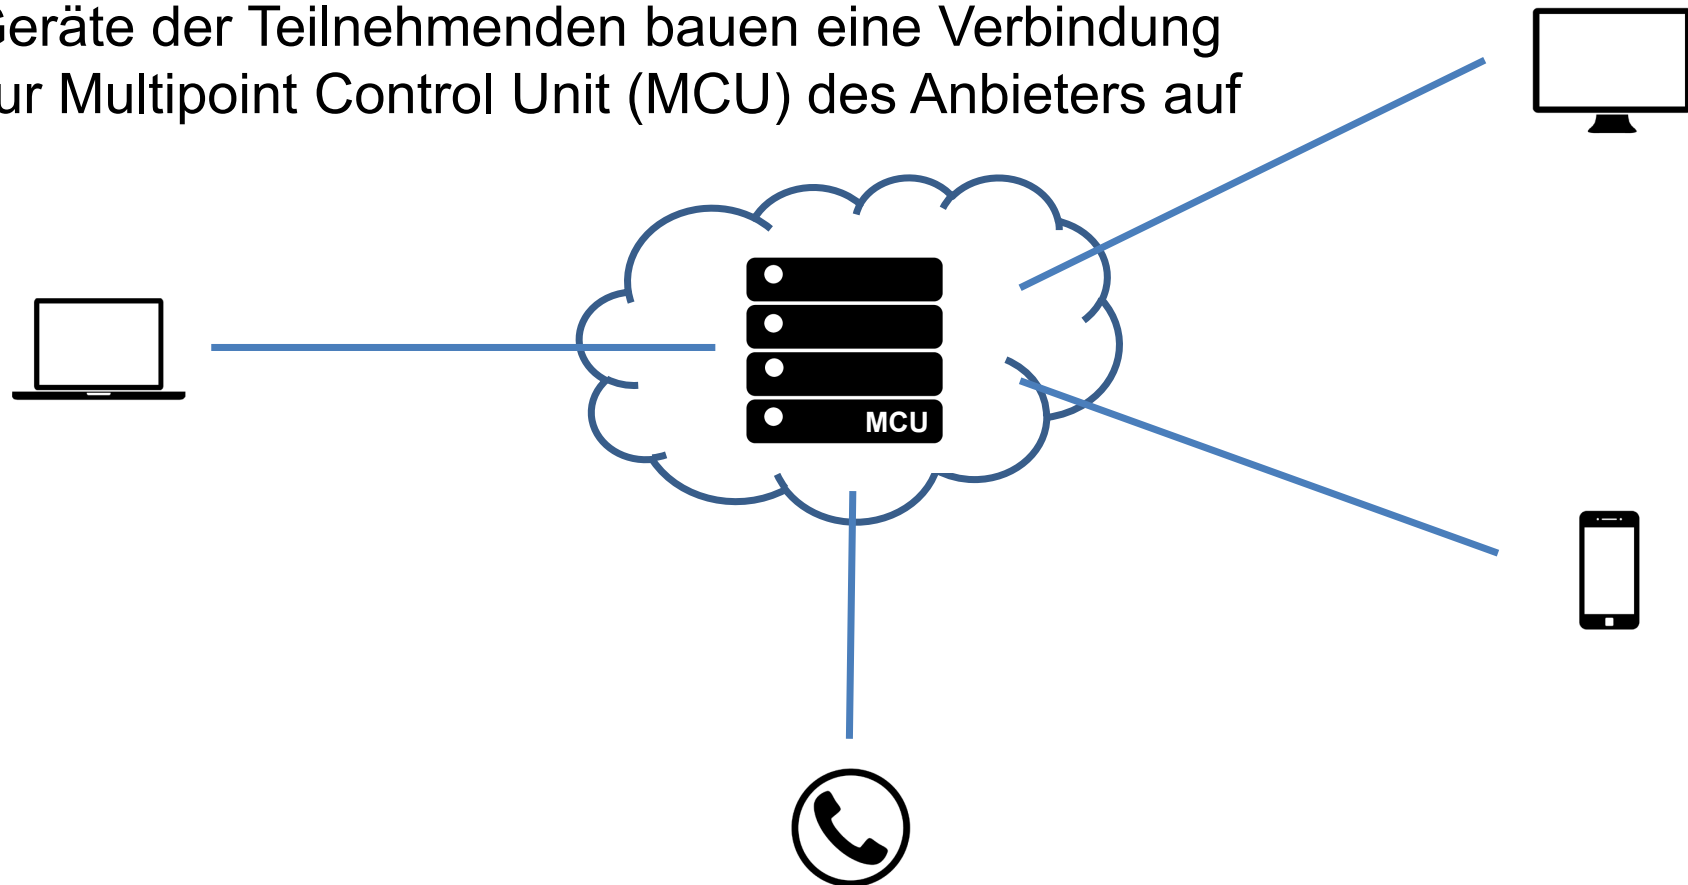 Geräte der Teilnehmenden bauen eine Verbindung
ur Multipoint Control Unit (MCU) des Anbieters auf
MCU